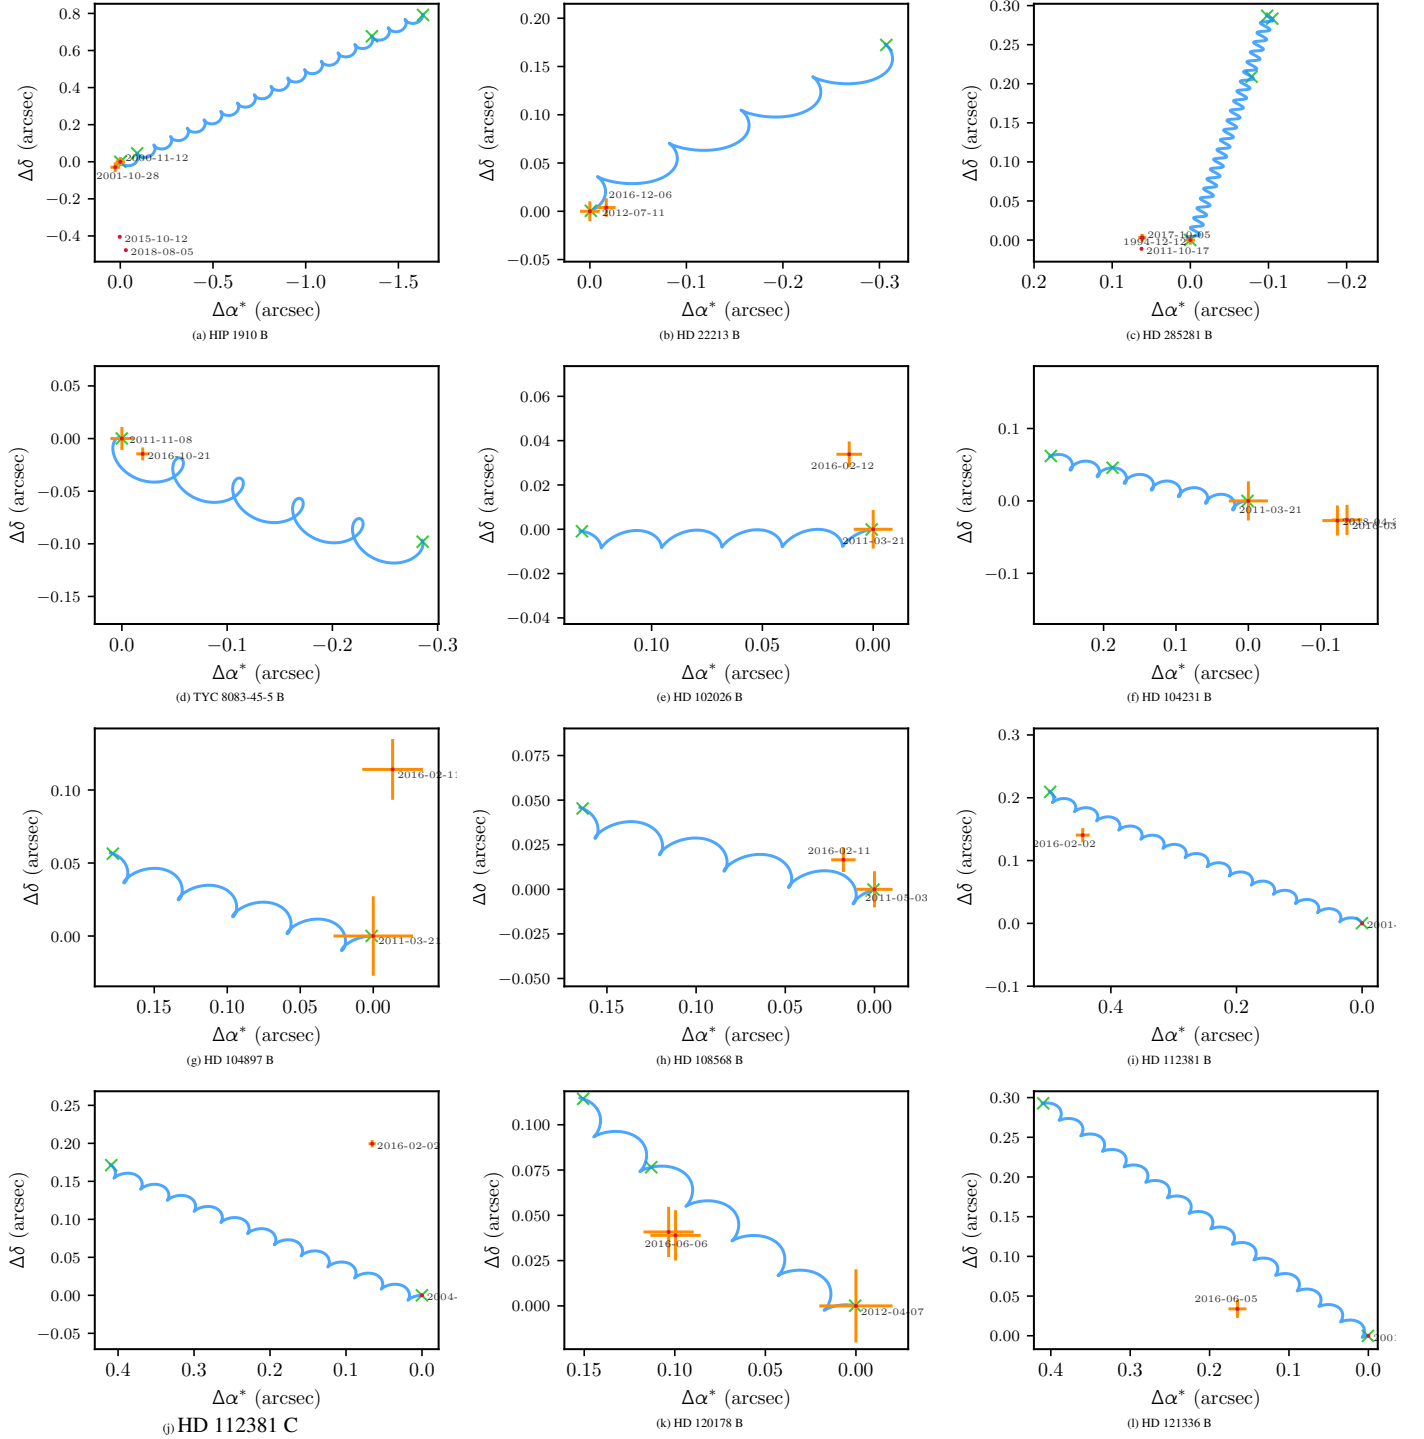 0.8
0.6
0.4
0.2
0.0
−0.2
−0.4
Δδ (arcsec)
2000-11-12
2001-10-28
2015-10-12
2018-08-05
0.0 −0.5 −1.0 −1.5
Δα* (arcsec)
(a) HIP 1910 B
0.20
0.15
0.10
0.05
0.00
−0.05
Δδ (arcsec)
2016-12-06
2012-07-11
0.0 −0.1 −0.2 −0.3
Δα* (arcsec)
(b) HD 22213 B
0.30
0.25
0.20
0.15
0.10
0.05
0.00
Δδ (arcsec)
2017-10-05
1994-12-12
2011-10-17
0.2 0.1 0.0 −0.1 −0.2
Δα* (arcsec)
(c) HD 285281 B
0.05
0.00
−0.05
−0.10
−0.15
Δδ (arcsec)
2011-11-08
2016-10-21
0.0 −0.1 −0.2 −0.3
Δα* (arcsec)
(d) TYC 8083-45-5 B
0.06
0.04
0.02
0.00
−0.02
−0.04
Δδ (arcsec)
2016-02-12
2011-03-21
0.10 0.05 0.00
Δα* (arcsec)
(e) HD 102026 B
0.1
0.0
−0.1
Δδ (arcsec)
2011-03-21
0.2 0.1 0.0 −0.1
Δα* (arcsec)
(f) HD 104231 B
0.10
0.05
0.00
Δδ (arcsec)
2016-02-11
2011-03-21
0.15 0.10 0.05 0.00
Δα* (arcsec)
(g) HD 104897 B
0.075
0.050
0.025
0.000
−0.025
−0.050
Δδ (arcsec)
2016-02-11
2011-05-03
0.15 0.10 0.05 0.00
Δα* (arcsec)
(h) HD 108568 B
0.3
0.2
0.1
0.0
−0.1
Δδ (arcsec)
2016-02-02
2001-
0.4 0.2 0.0
Δα* (arcsec)
(i) HD 112381 B
0.25
0.20
0.15
0.10
0.05
0.00
−0.05
Δδ (arcsec)
2016-02-02
2004-
0.4 0.3 0.2 0.1 0.0
Δα* (arcsec)
(j) HD 112381 C
0.100
0.075
0.050
0.025
0.000
Δδ (arcsec)
2016-06-06
2012-04-07
0.15 0.10 0.05 0.00
Δα* (arcsec)
(k) HD 120178 B
0.30
0.25
0.20
0.15
0.10
0.05
0.00
Δδ (arcsec)
2016-06-05
2001
0.4 0.3 0.2 0.1 0.0
Δα* (arcsec)
(l) HD 121336 B